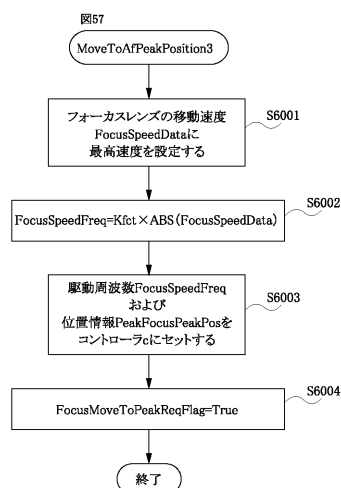 図57
MoveToAfPeakPosition3
フォーカスレンズの移動速度
FocusSpeedDataに
最高速度を設定する
S6001
FocusSpeedFreq=Kfct×ABS(FocusSpeedData)
S6002
駆動周波数FocusSpeedFreq
および
位置情報PeakFocusPeakPosを
コントローラcにセットする
S6003
FocusMoveToPeakReqFlag=True
S6004
終了